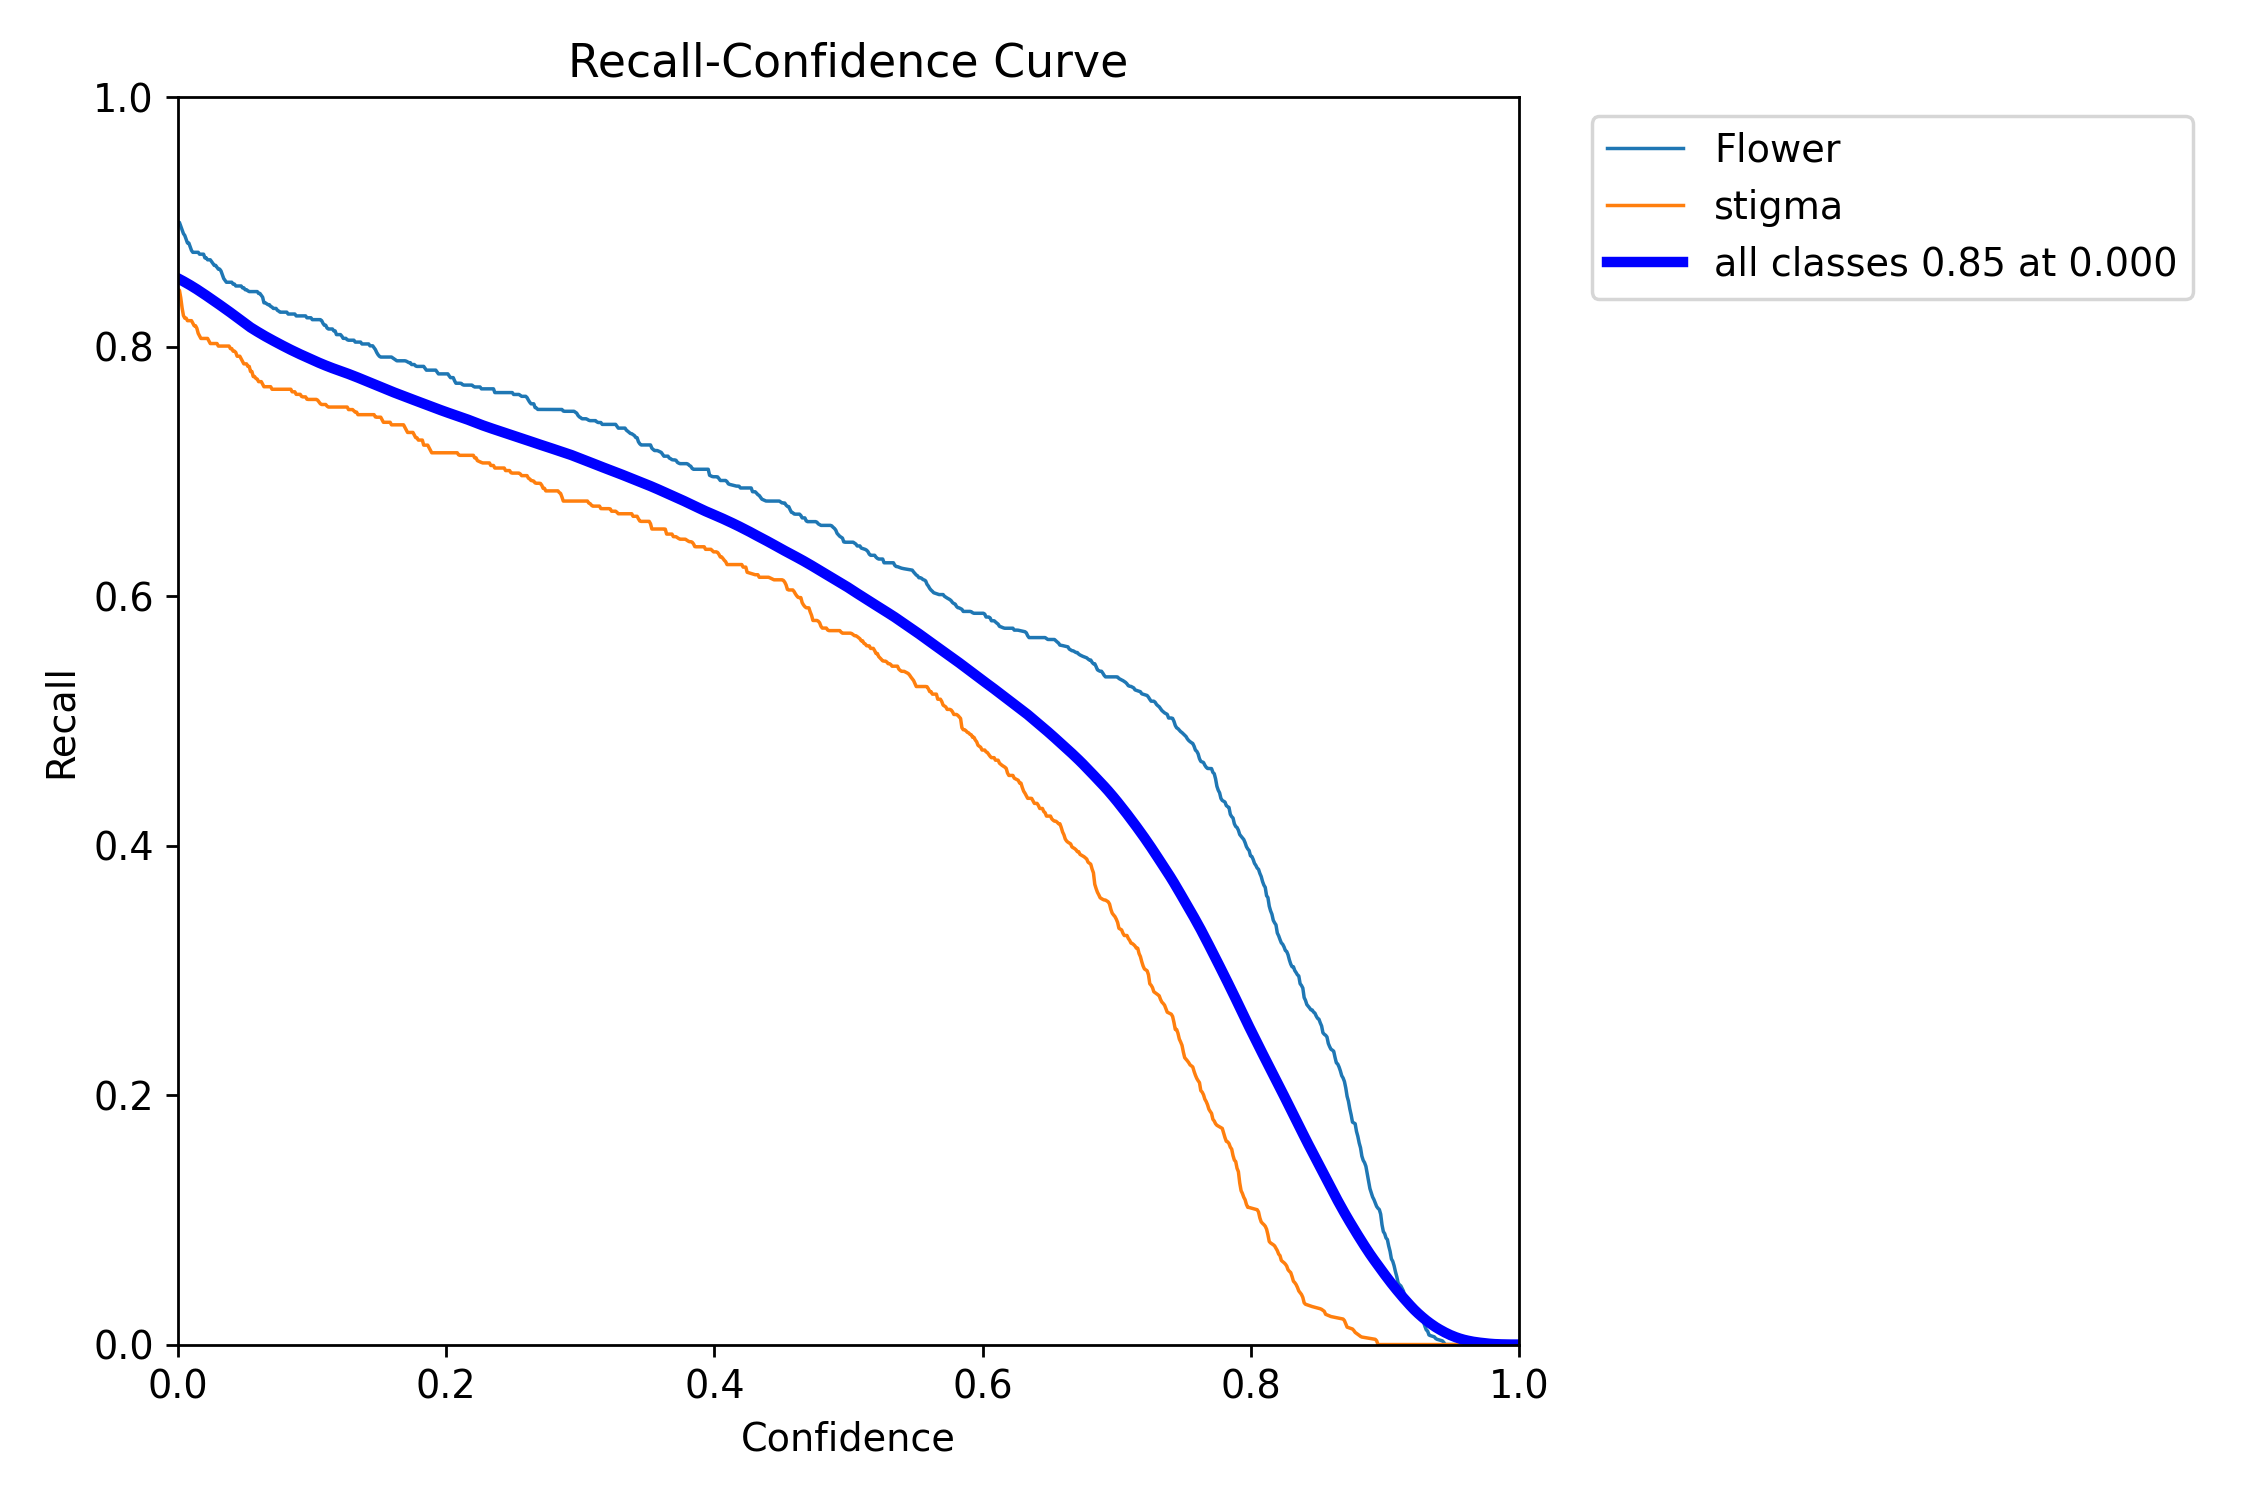 Recall-Confidence Curve
1.0
0.8
0.6
0.4
0.2
0.0
Recall
0.0 0.2 0.4 0.6 0.8 1.0
Confidence
Flower
stigma
all classes 0.85 at 0.000